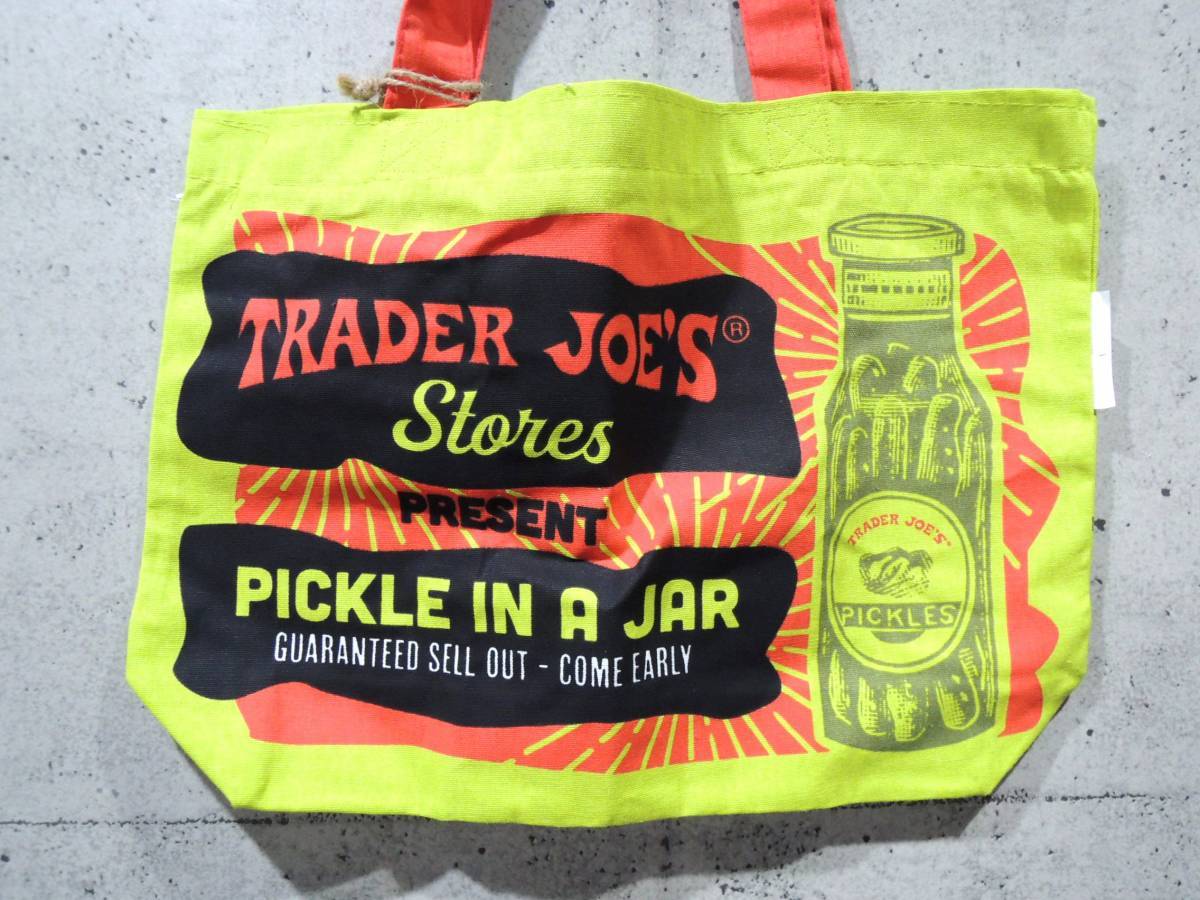 TRADER JOE'S®
Stores
PRESENT
PICKLE IN A JAR
GUARANTEED SELL OUT - COME EARLY
TRADER JOE'S®
PICKLES